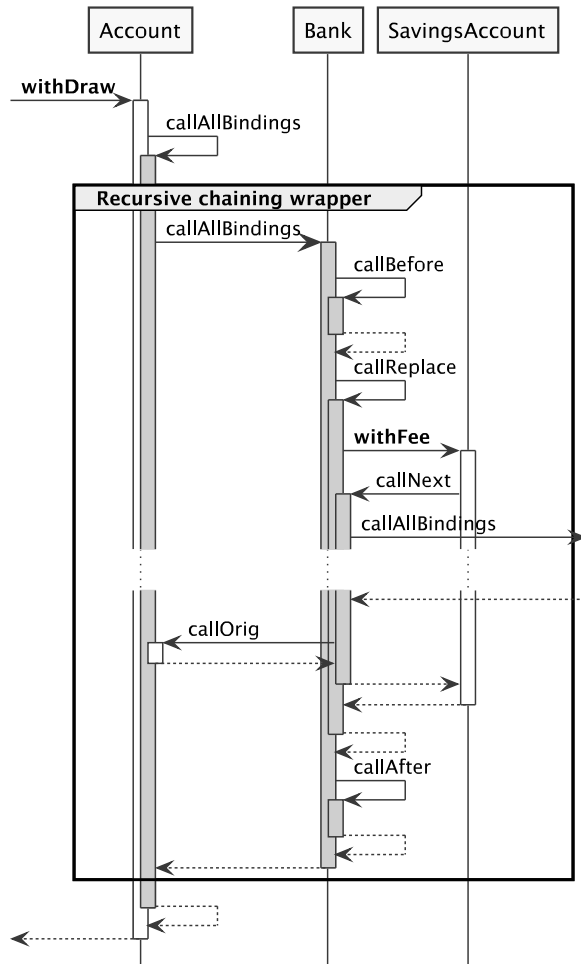 Account
Bank
SavingsAccount
withDraw
callAllBindings
Recursive chaining wrapper
callAllBindings
callBefore
callReplace
withFee
callNext
callAllBindings
callOrig
callAfter